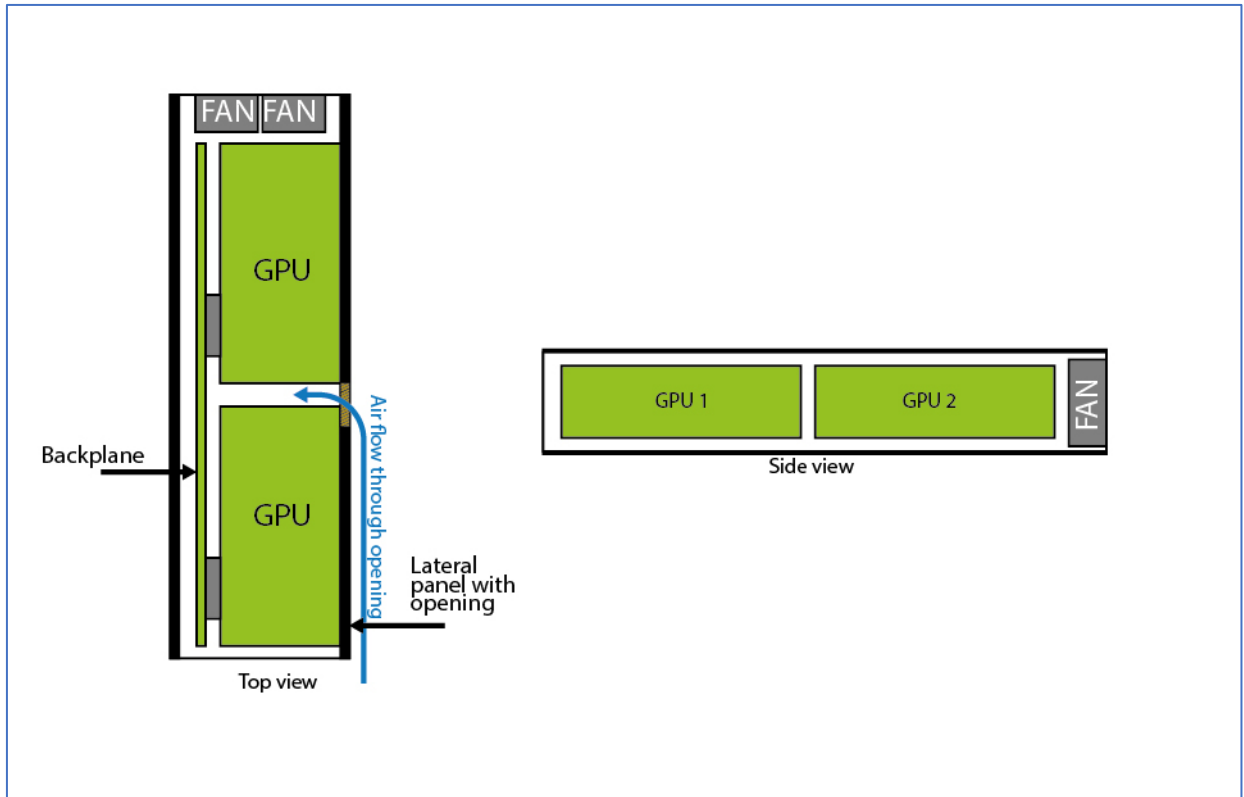 FAN FAN
GPU
Air flow through opening
Backplane
GPU
Lateral
panel with
opening
Top view
GPU 1
GPU 2
FAN
Side view